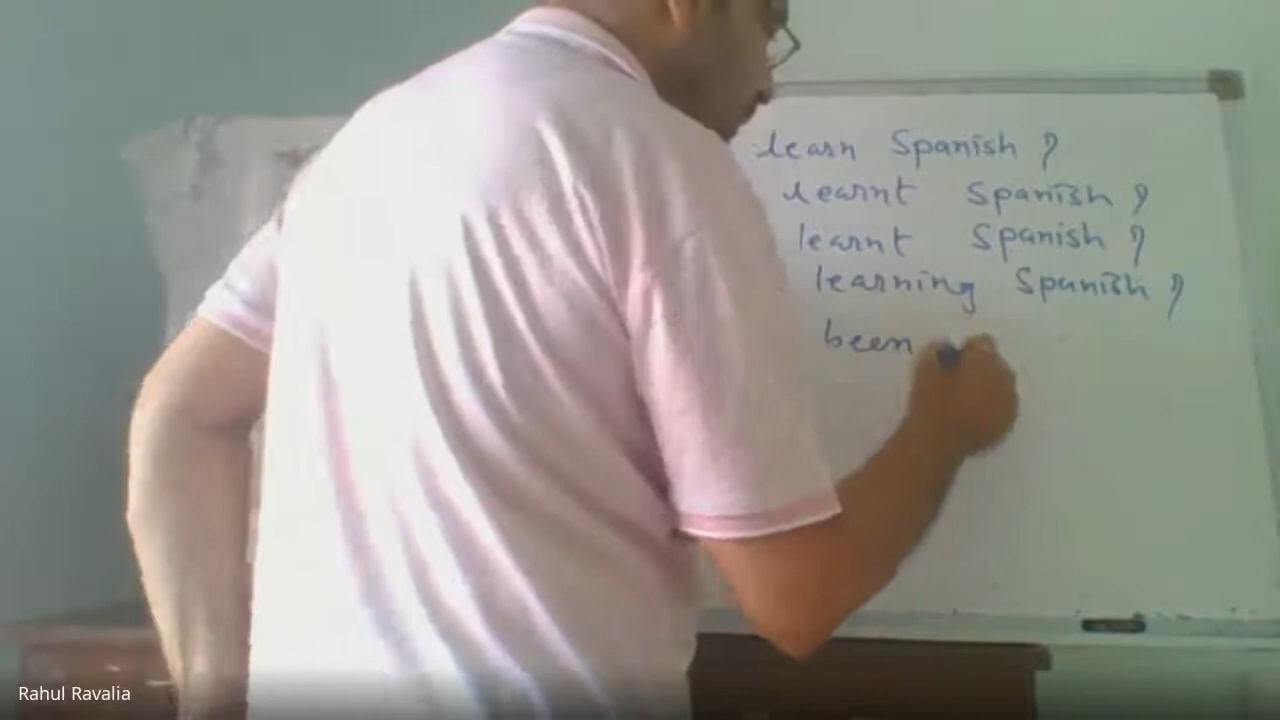 learn Spanish ?
learnt Spanish ?
learnt Spanish ?
learning Spanish ?
been
Rahul Ravalia